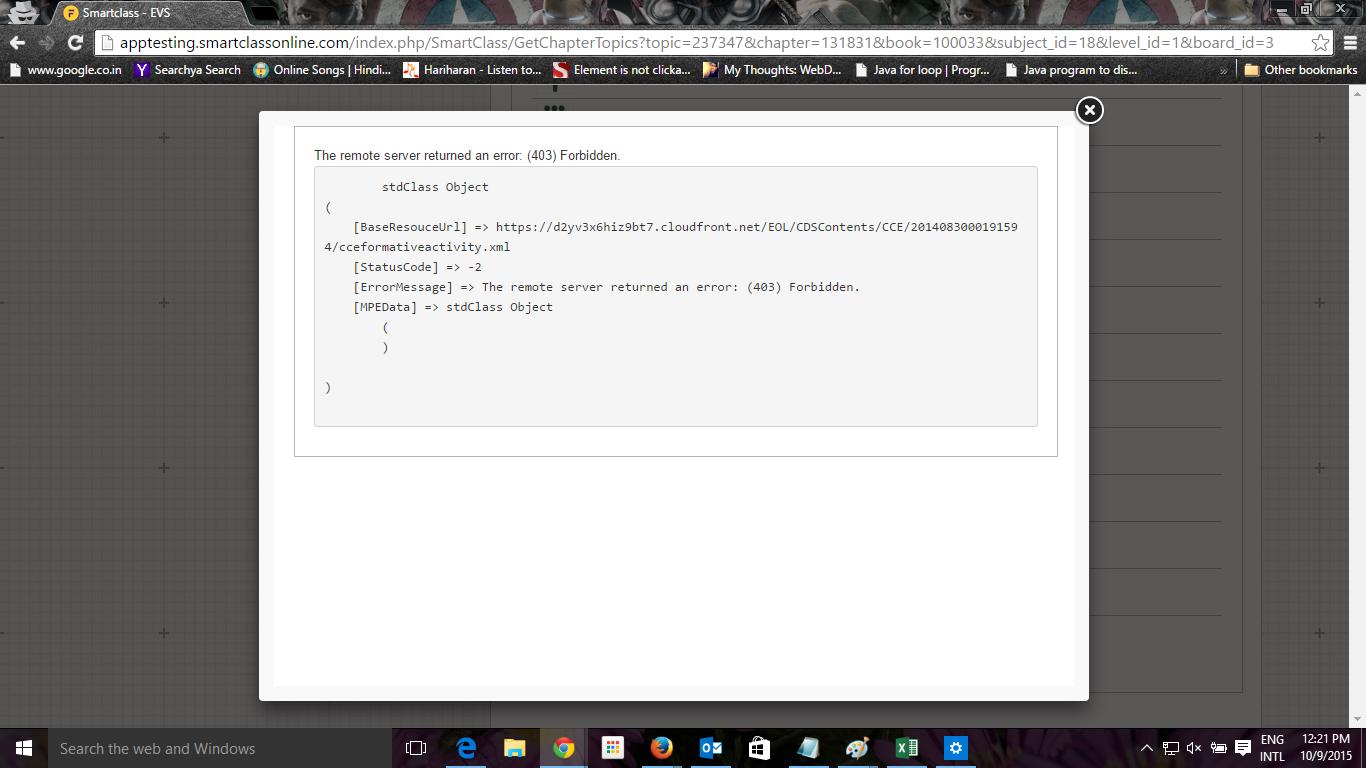 Smartclass - EVS
apptesting.smartclassonline.com/index.php/SmartClass/GetChapterTopics?topic=237347&chapter=131831&book=100033&subject_id=18&level_id=1&board_id=3
www.google.co.in Searchya Search Online Songs | Hindi... Hariharan - Listen to... Element is not clicka... My Thoughts: WebD... Java for loop | Progr... Java program to dis... » Other bookmarks
The remote server returned an error: (403) Forbidden.
stdClass Object
(
[BaseResouceUrl] => https://d2yv3x6hiz9bt7.cloudfront.net/EOL/CDSContents/CCE/201408300019159
4/cceformativeactivity.xml
[StatusCode] => -2
[ErrorMessage] => The remote server returned an error: (403) Forbidden.
[MPEData] => stdClass Object
(
)
)
Search the web and Windows
ENG 12:21 PM
INTL 10/9/2015